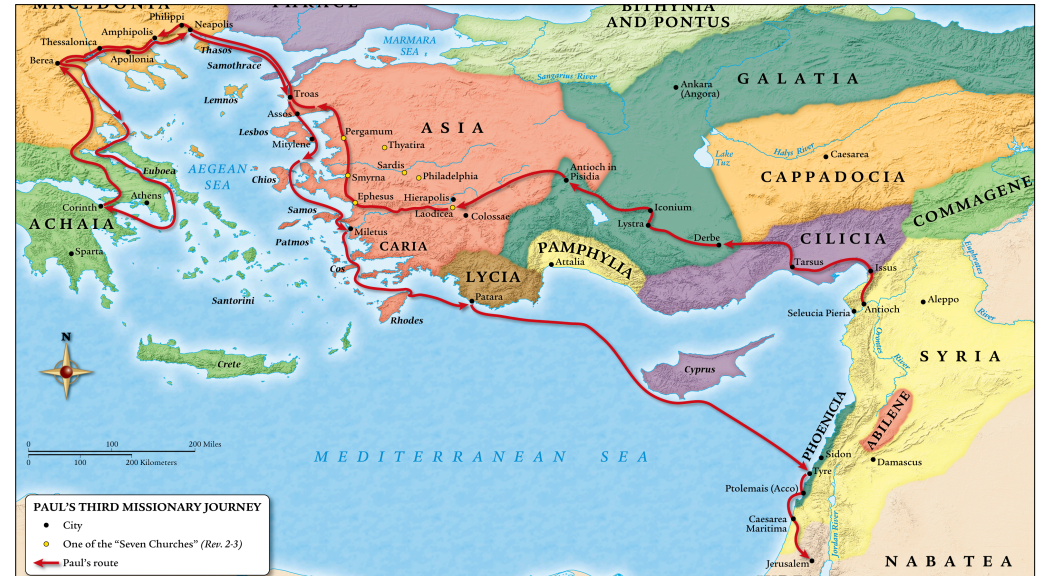 MACEDONIA
THRACE
BITHYNIA
AND PONTUS
Philippi
Neapolis
Amphipolis
Thessalonica
Apollonia
Berea
Thasos
Samothrace
MARMARA
SEA
Sangarius River
Ankara
(Angora)
GALATIA
Lemnos
Troas
Assos
ASIA
Lesbos
Mitylene
Pergamum
Thyatira
Halys River
Lake
Tuz
Caesarea
CAPPADOCIA
AEGEAN
SEA
Euboea
Chios
Sardis
Smyrna
Philadelphia
Antioch in
Pisidia
COMMAGENE
Athens
Corinth
Ephesus
Hierapolis
Laodicea
Colossae
Iconium
Lystra
Derbe
ACHAIA
Samos
Miletus
CILICIA
Sparta
Patmos
CARIA
PAMPHYLIA
Attalia
Tarsus
Issus
Euphrates
River
Cos
LYCIA
Patara
Santorini
Rhodes
Seleucia Pieria
Antioch
Aleppo
N
Orontes
River
SYRIA
Crete
Cyprus
PHOENICIA
ABILENE
0 100 200 Miles
0 100 200 Kilometers
MEDITERRANEAN SEA
Sidon
Damascus
Tyre
Ptolemais (Acco)
PAUL'S THIRD MISSIONARY JOURNEY
City
One of the “Seven Churches” (Rev. 2-3)
Paul's route
Caesarea
Maritima
Jordan River
Jerusalem
NABATEA